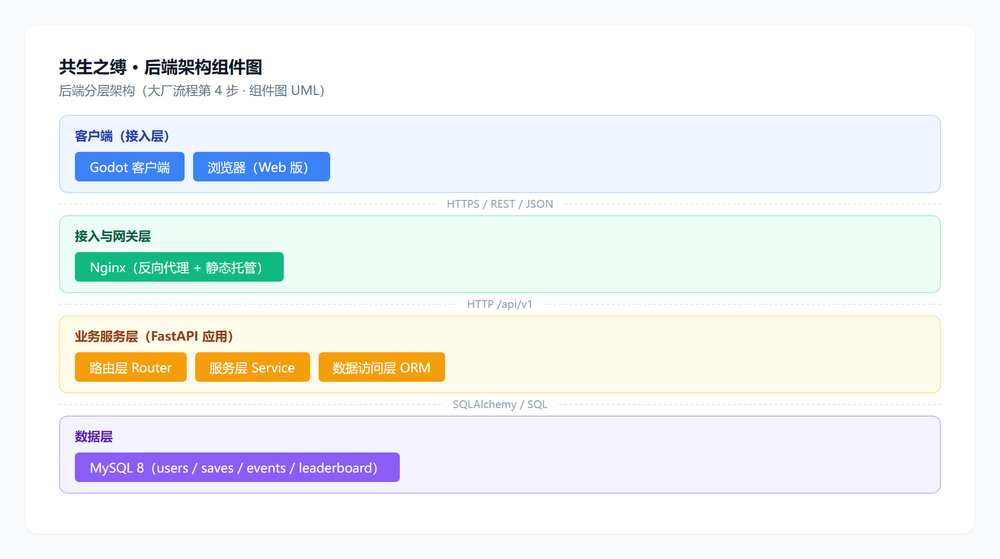 共生之缚 · 后端架构组件图
后端分层架构（大厂流程第 4 步 · 组件图 UML）
客户端（接入层）
Godot 客户端
浏览器（Web 版）
HTTPS / REST / JSON
接入与网关层
Nginx（反向代理 + 静态托管）
HTTP /api/v1
业务服务层（FastAPI 应用）
路由层 Router
服务层 Service
数据访问层 ORM
SQLAlchemy / SQL
数据层
MySQL 8（users / saves / events / leaderboard）